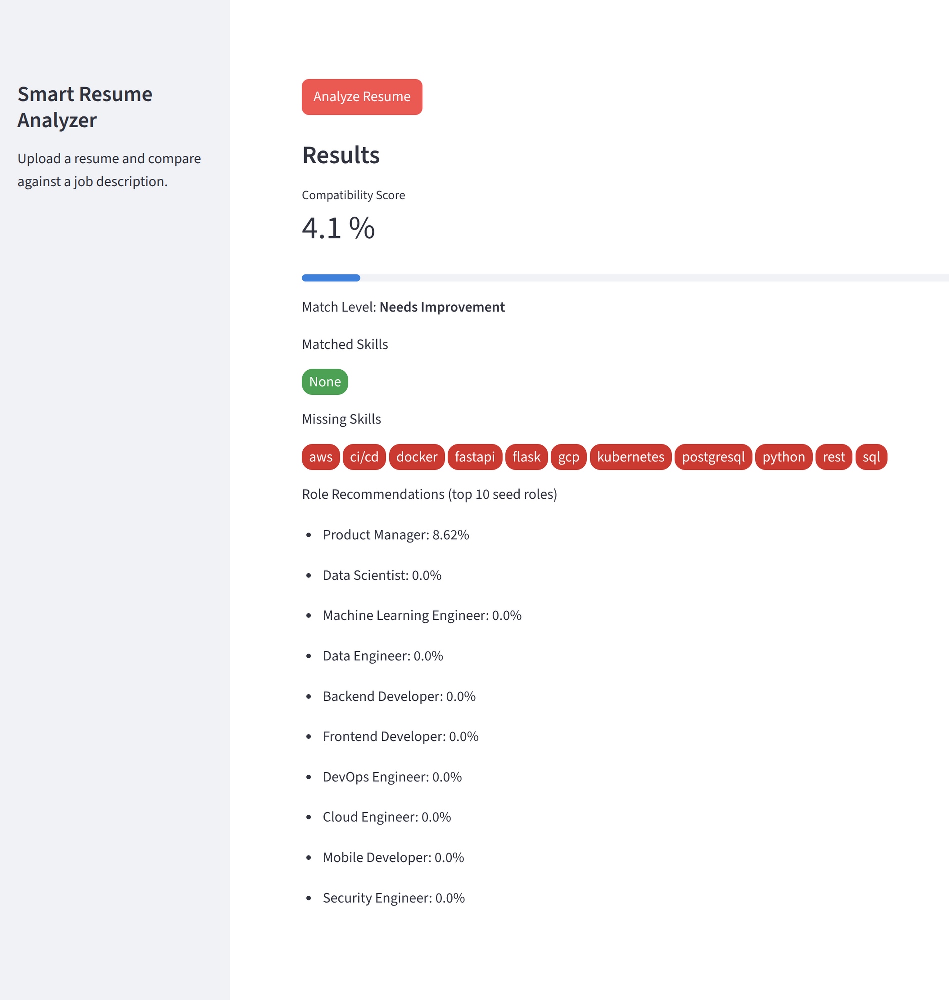 Smart Resume
Analyzer
Upload a resume and compare
against a job description.
Analyze Resume
Results
Compatibility Score
4.1 %
Match Level: Needs Improvement
Matched Skills
None
Missing Skills
aws ci/cd docker fastapi flask gcp kubernetes postgresql python rest sql
Role Recommendations (top 10 seed roles)
• Product Manager: 8.62%
• Data Scientist: 0.0%
• Machine Learning Engineer: 0.0%
• Data Engineer: 0.0%
• Backend Developer: 0.0%
• Frontend Developer: 0.0%
• DevOps Engineer: 0.0%
• Cloud Engineer: 0.0%
• Mobile Developer: 0.0%
• Security Engineer: 0.0%